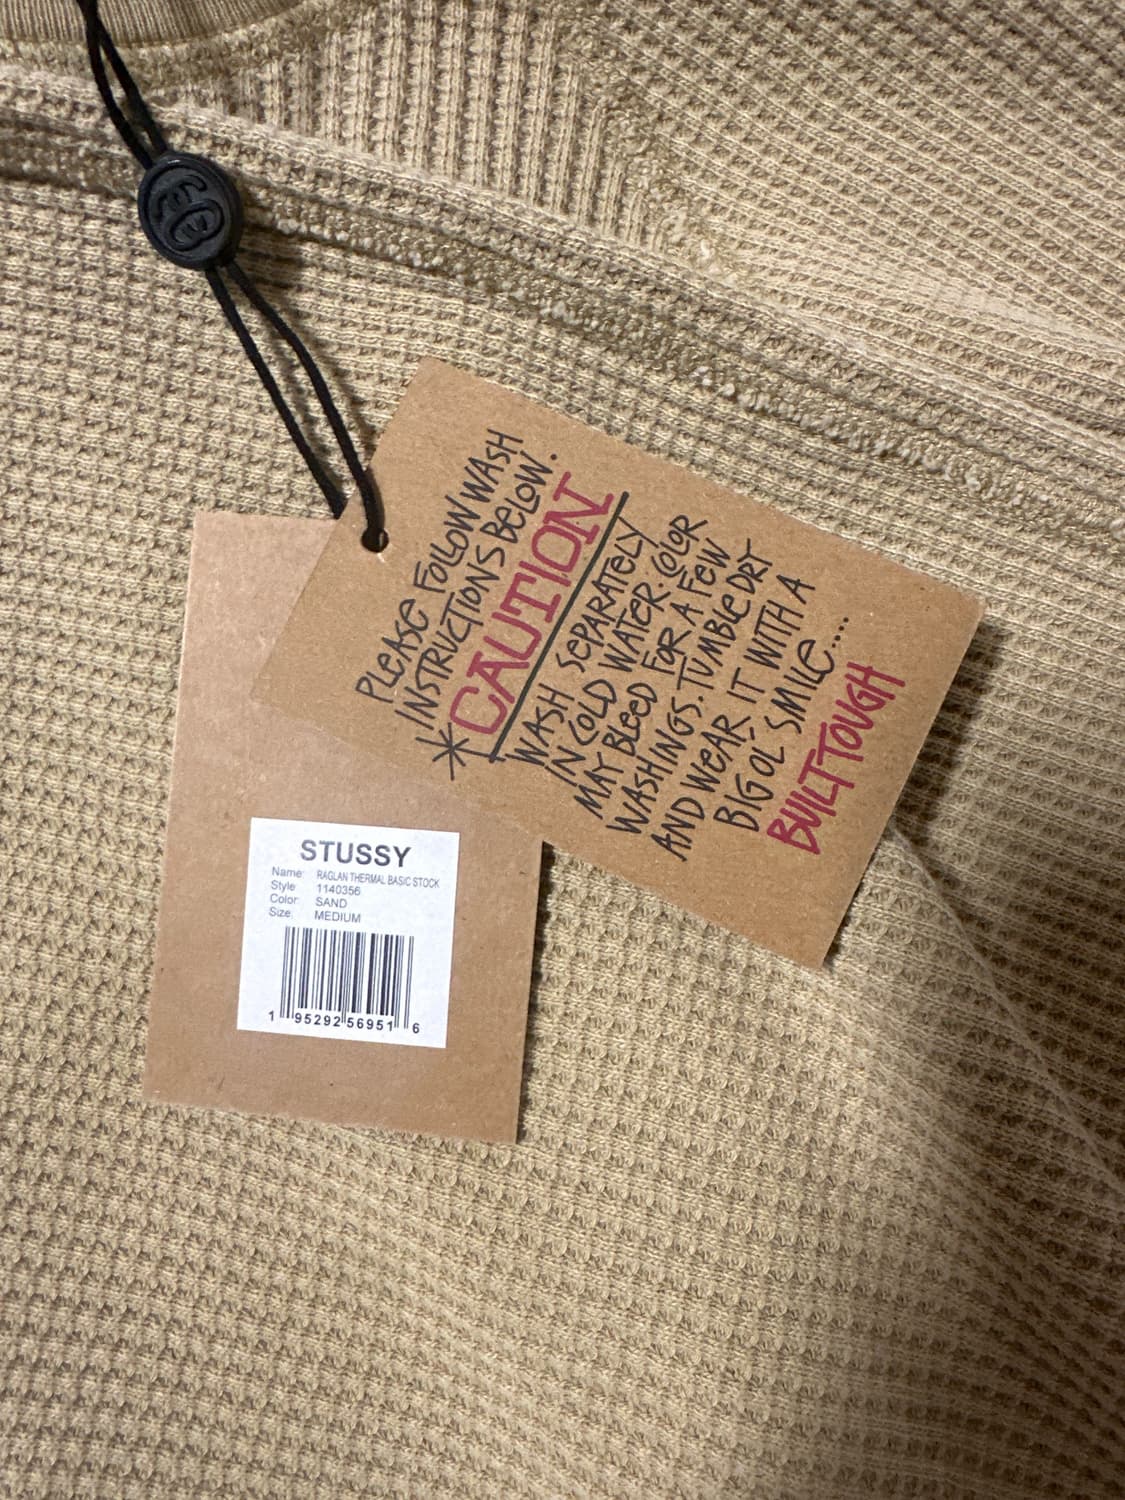 PLEASE FOLLOW WASH
INSTRUCTIONS BELOW.
*CAUTION
WASH SEPARATELY
IN COLD WATER. COLOR
MAY BLEED FOR A FEW
WASHINGS. TUMBLE DRY
AND WEAR IT WITH A
BIG OL' SMILE....
BUILT TOUGH
STUSSY
Name: RAGLAN THERMAL BASIC STOCK
Style: 1140356
Color: SAND
Size: MEDIUM
1 95292 56951 6